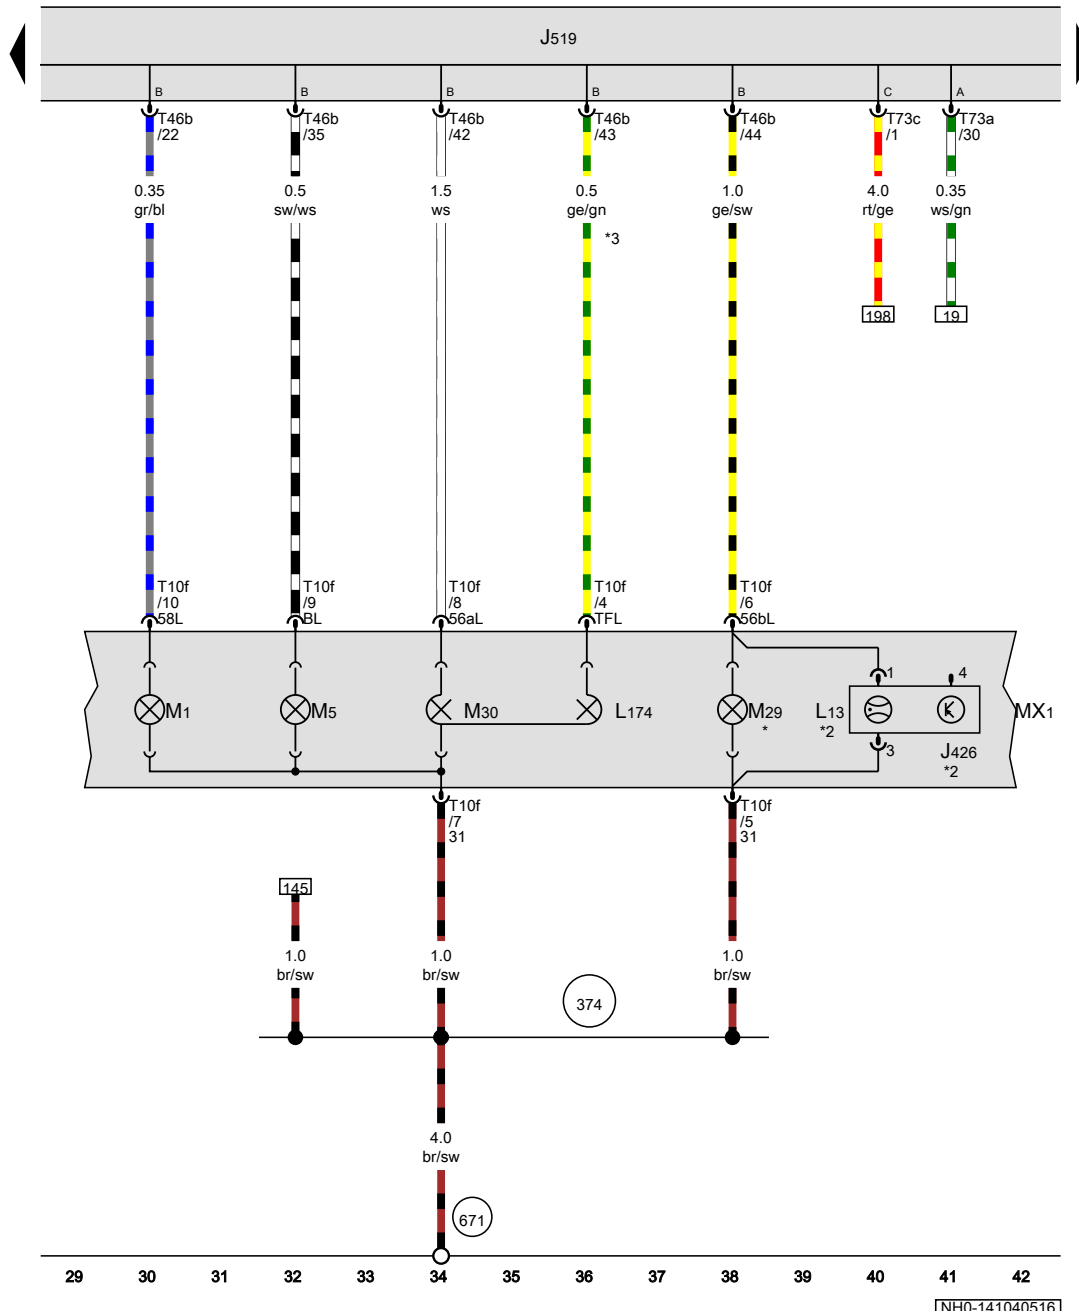 J519
B B B B B C A
T46b T46b T46b T46b T46b T73c T73a
/22 /35 /42 /43 /44 /1 /30
0.35 0.5 1.5 0.5 1.0 4.0 0.35
gr/bl sw/ws ws ge/gn ge/sw rt/ge ws/gn
*3
198 19
T10f T10f T10f T10f T10f
/10 /9 /8 /4 /6
58L BL 56aL TFL 56bL
1 4
M1 M5 M30 L174 M29 L13 MX1
* *2
3 J426
*2
T10f T10f
/7 /5
31 31
145
1.0 1.0 1.0
br/sw br/sw br/sw
374
4.0
br/sw
671
29 30 31 32 33 34 35 36 37 38 39 40 41 42
NH0-141040516